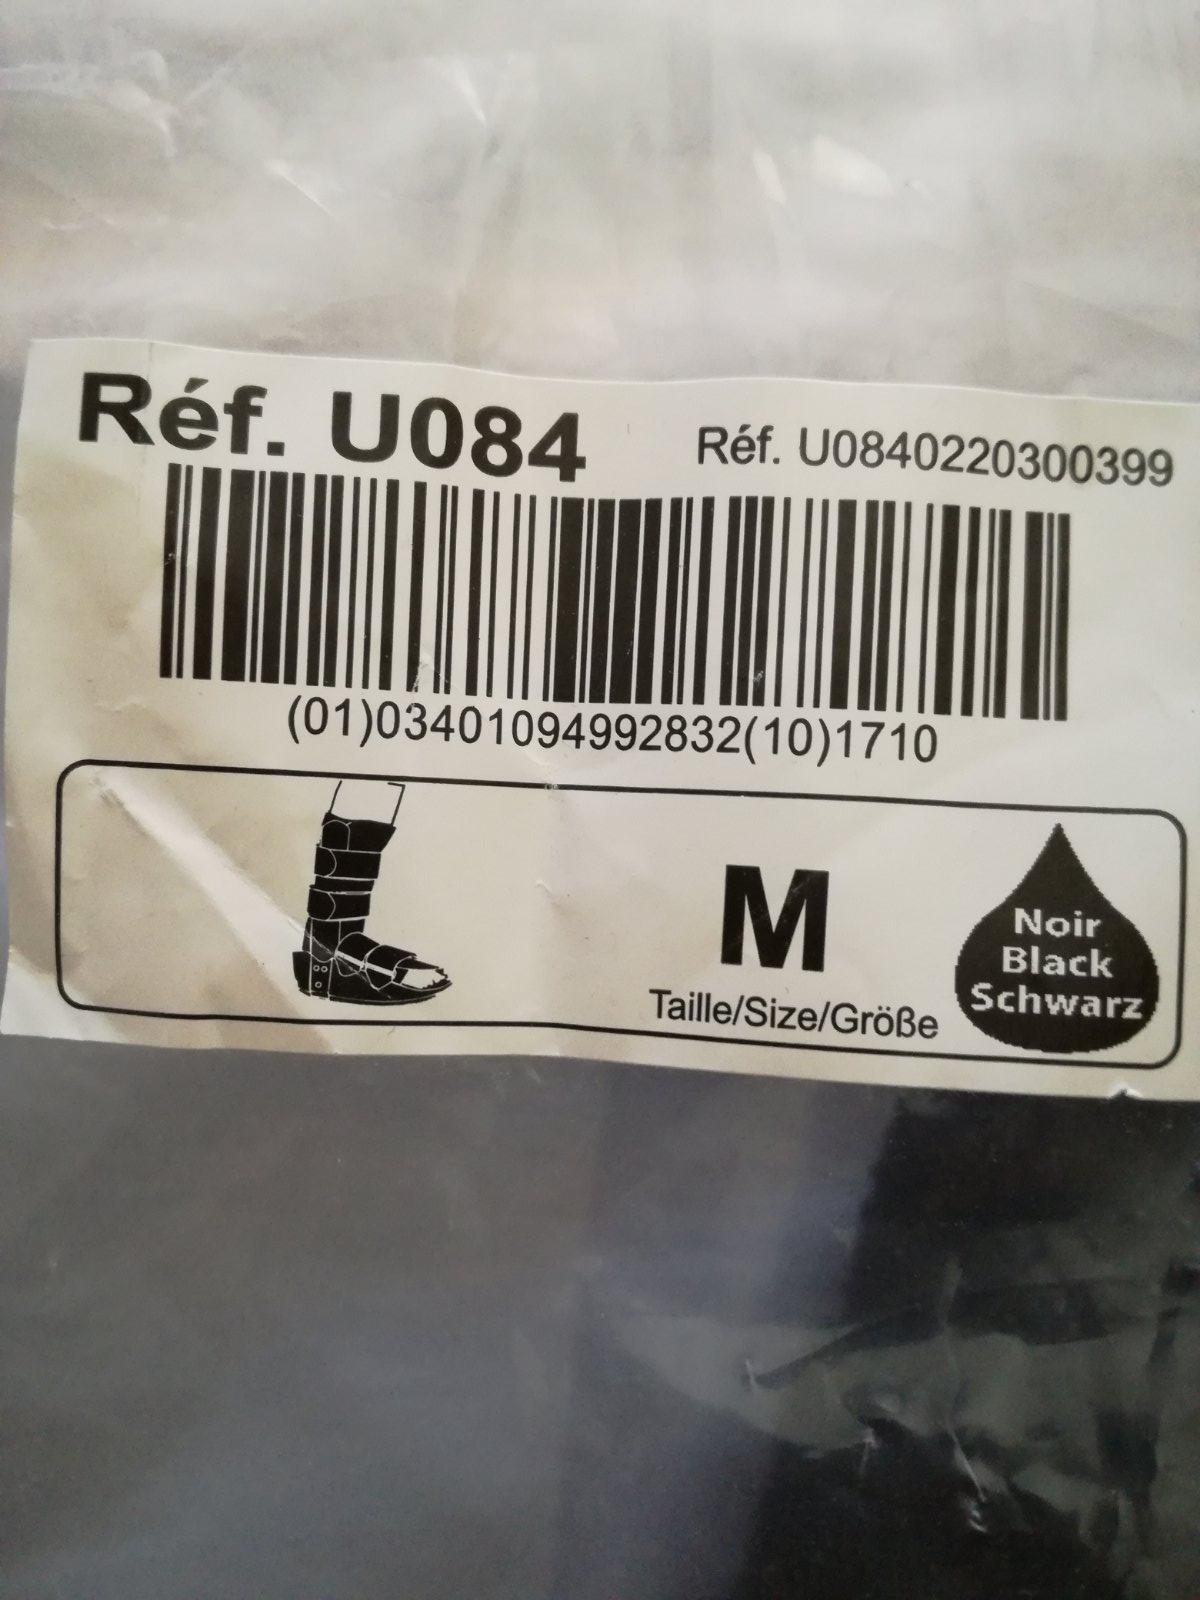 Réf. U084
Réf. U0840220300399
(01)03401094992832(10)1710
M
Taille/Size/Größe
Noir
Black
Schwarz